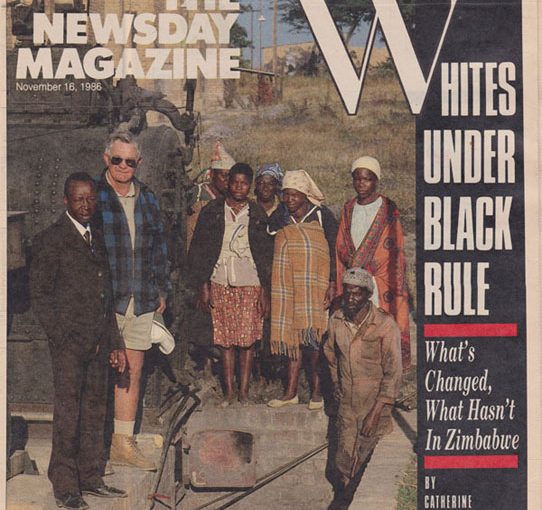 THE
NEWSDAY
MAGAZINE
November 16, 1986
WHITES
UNDER
BLACK
RULE
What's
Changed,
What Hasn't
In Zimbabwe
BY
CATHERINE